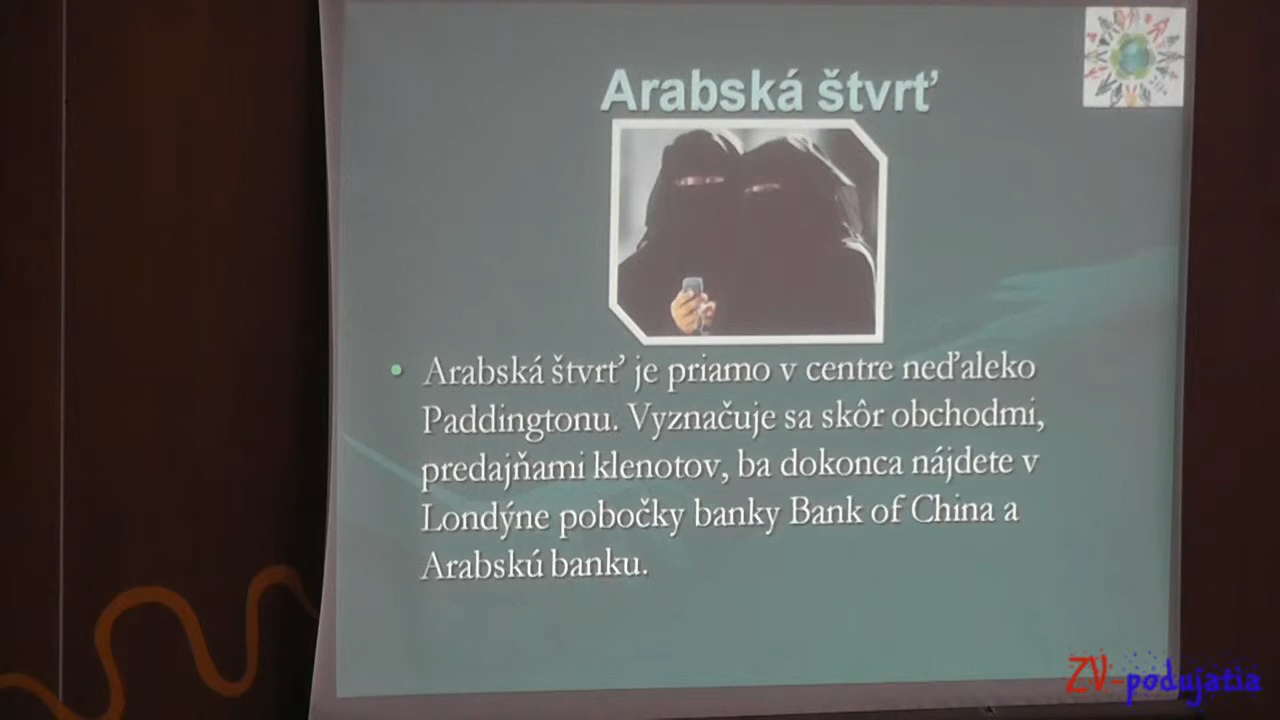 Arabská štvrť
• Arabská štvrť je priamo v centre neďaleko
Paddingtonu. Vyznačuje sa skôr obchodmi,
predajňami klenotov, ba dokonca nájdete v
Londýne pobočky banky Bank of China a
Arabskú banku.
ZV-podujatia